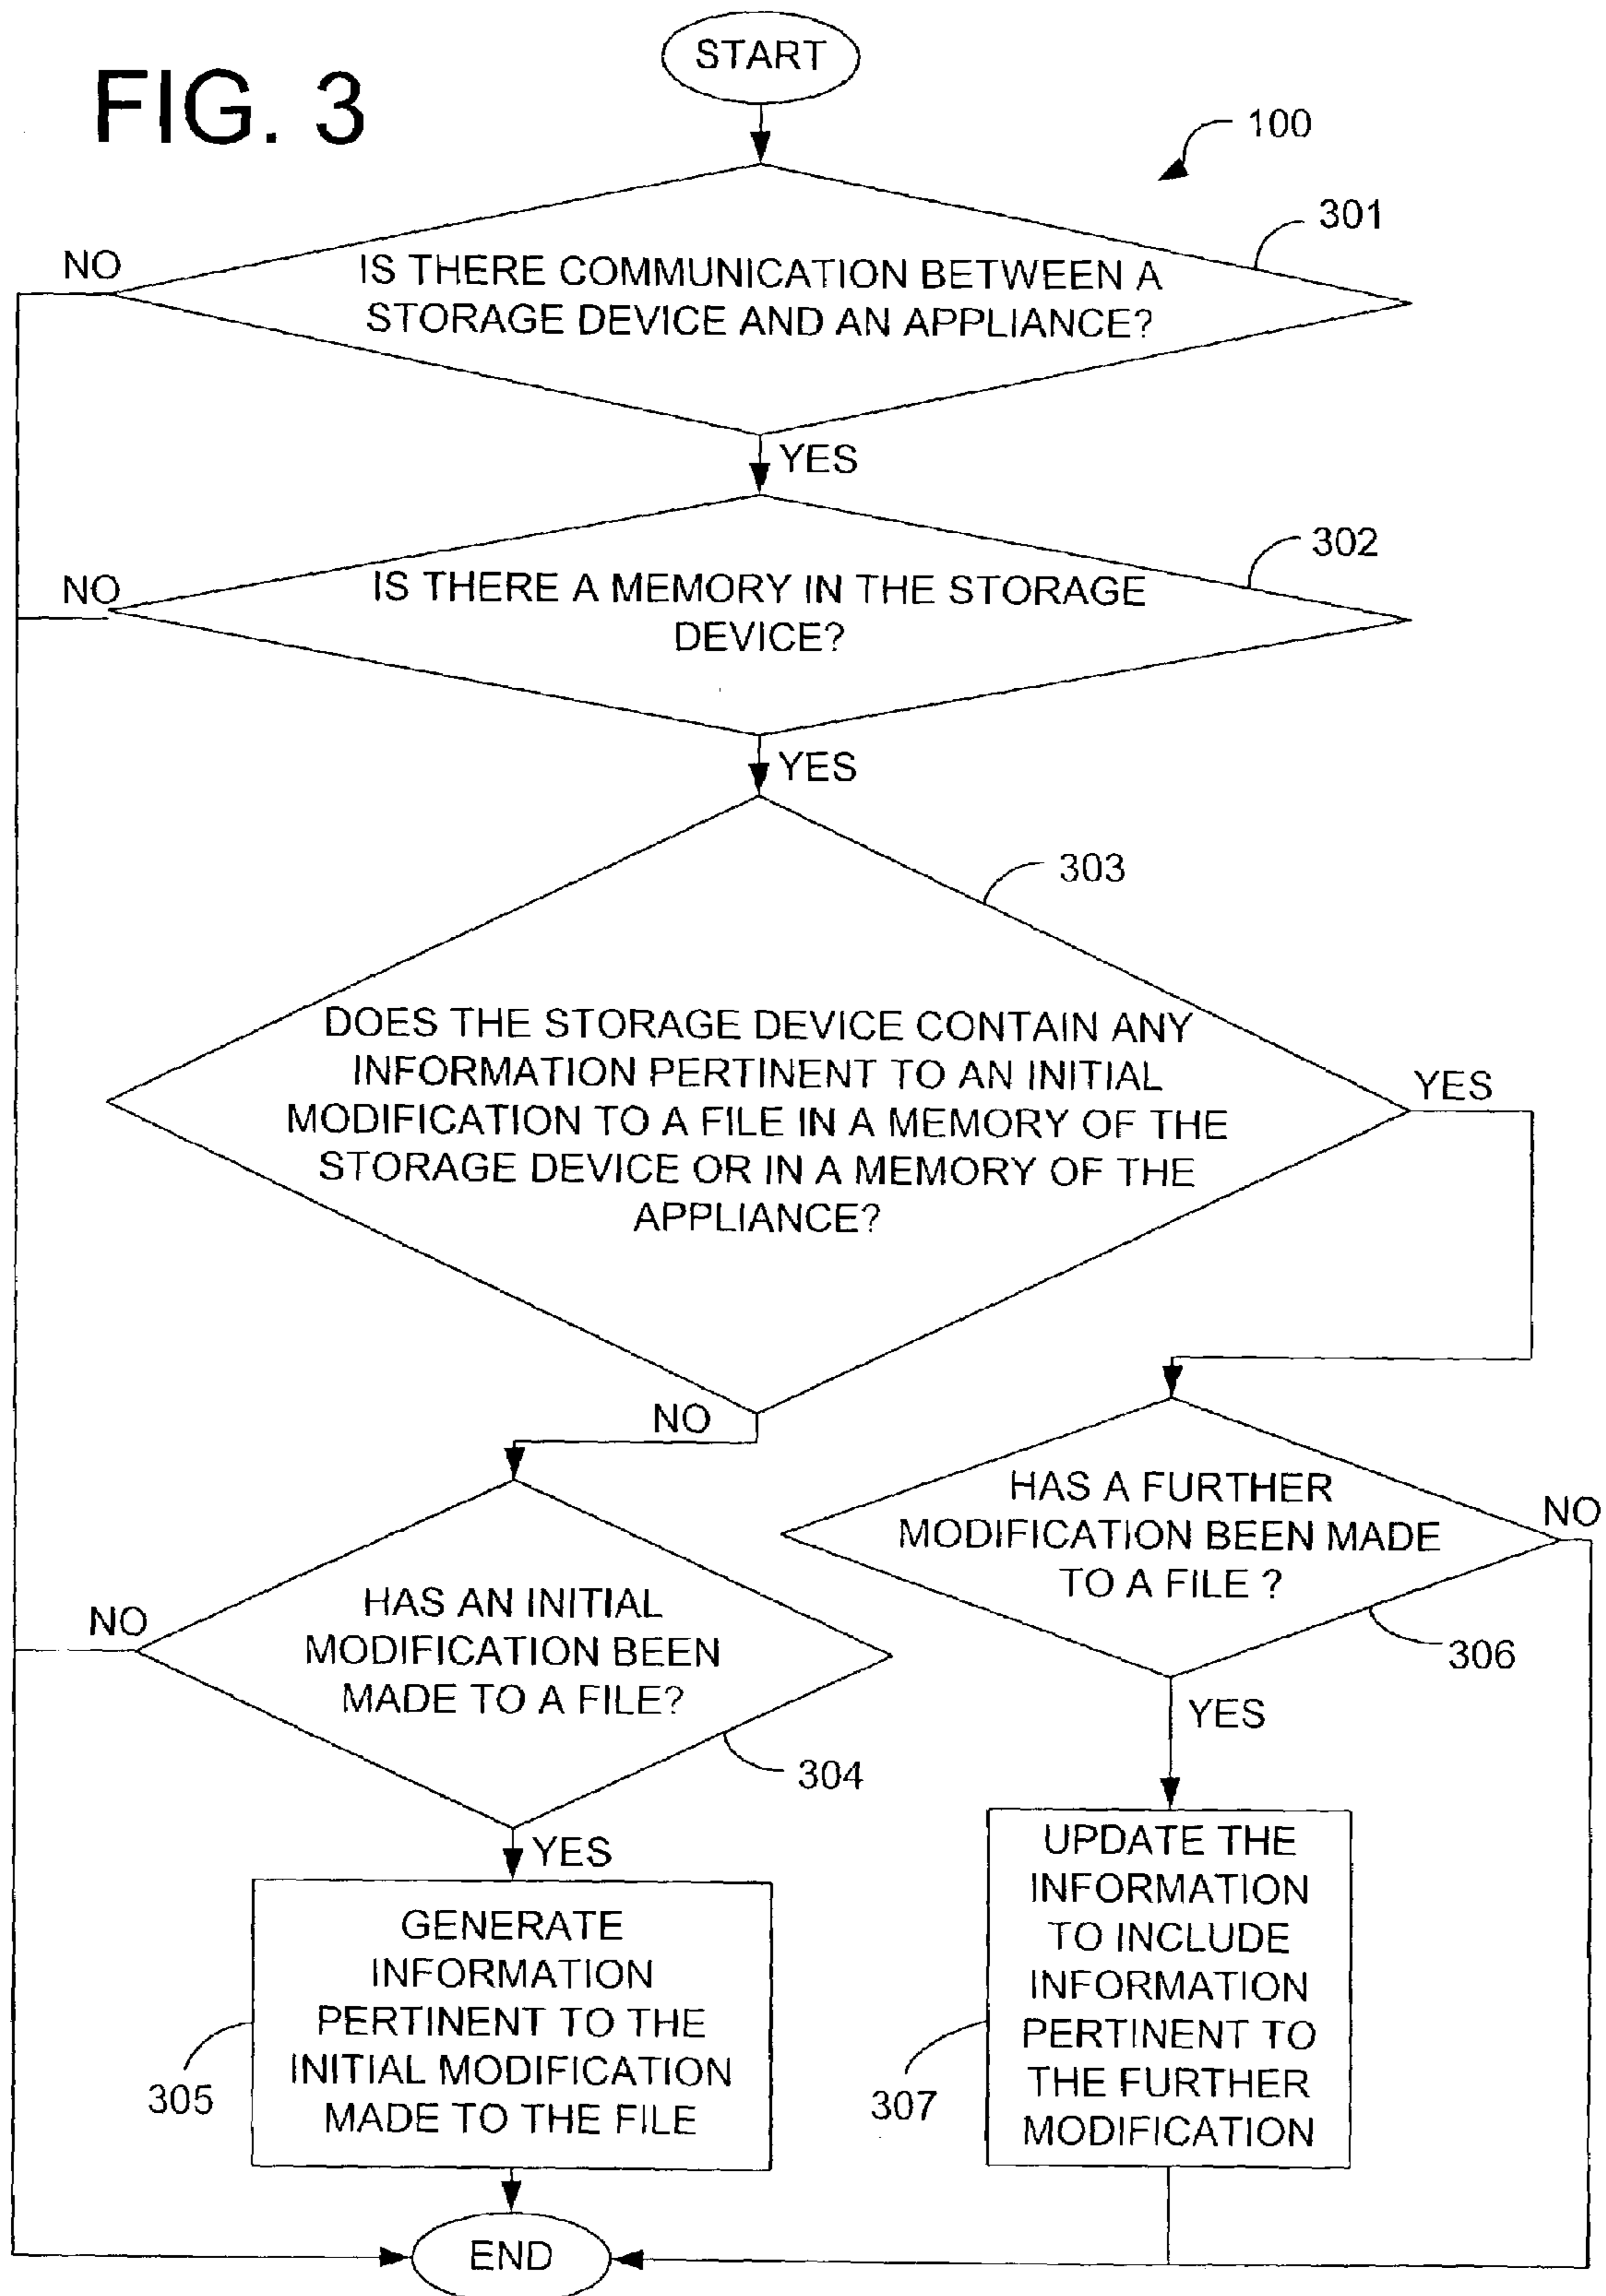 FIG. 3
START
100
301
NO
IS THERE COMMUNICATION BETWEEN A
STORAGE DEVICE AND AN APPLIANCE?
YES
302
NO
IS THERE A MEMORY IN THE STORAGE
DEVICE?
YES
303
DOES THE STORAGE DEVICE CONTAIN ANY
INFORMATION PERTINENT TO AN INITIAL
MODIFICATION TO A FILE IN A MEMORY OF THE
STORAGE DEVICE OR IN A MEMORY OF THE
APPLIANCE?
YES
NO
HAS A FURTHER
MODIFICATION BEEN MADE
TO A FILE ?
NO
306
YES
HAS AN INITIAL
MODIFICATION BEEN
MADE TO A FILE?
NO
304
YES
GENERATE
INFORMATION
PERTINENT TO THE
INITIAL MODIFICATION
MADE TO THE FILE
305
UPDATE THE
INFORMATION
TO INCLUDE
INFORMATION
PERTINENT TO
THE FURTHER
MODIFICATION
307
END